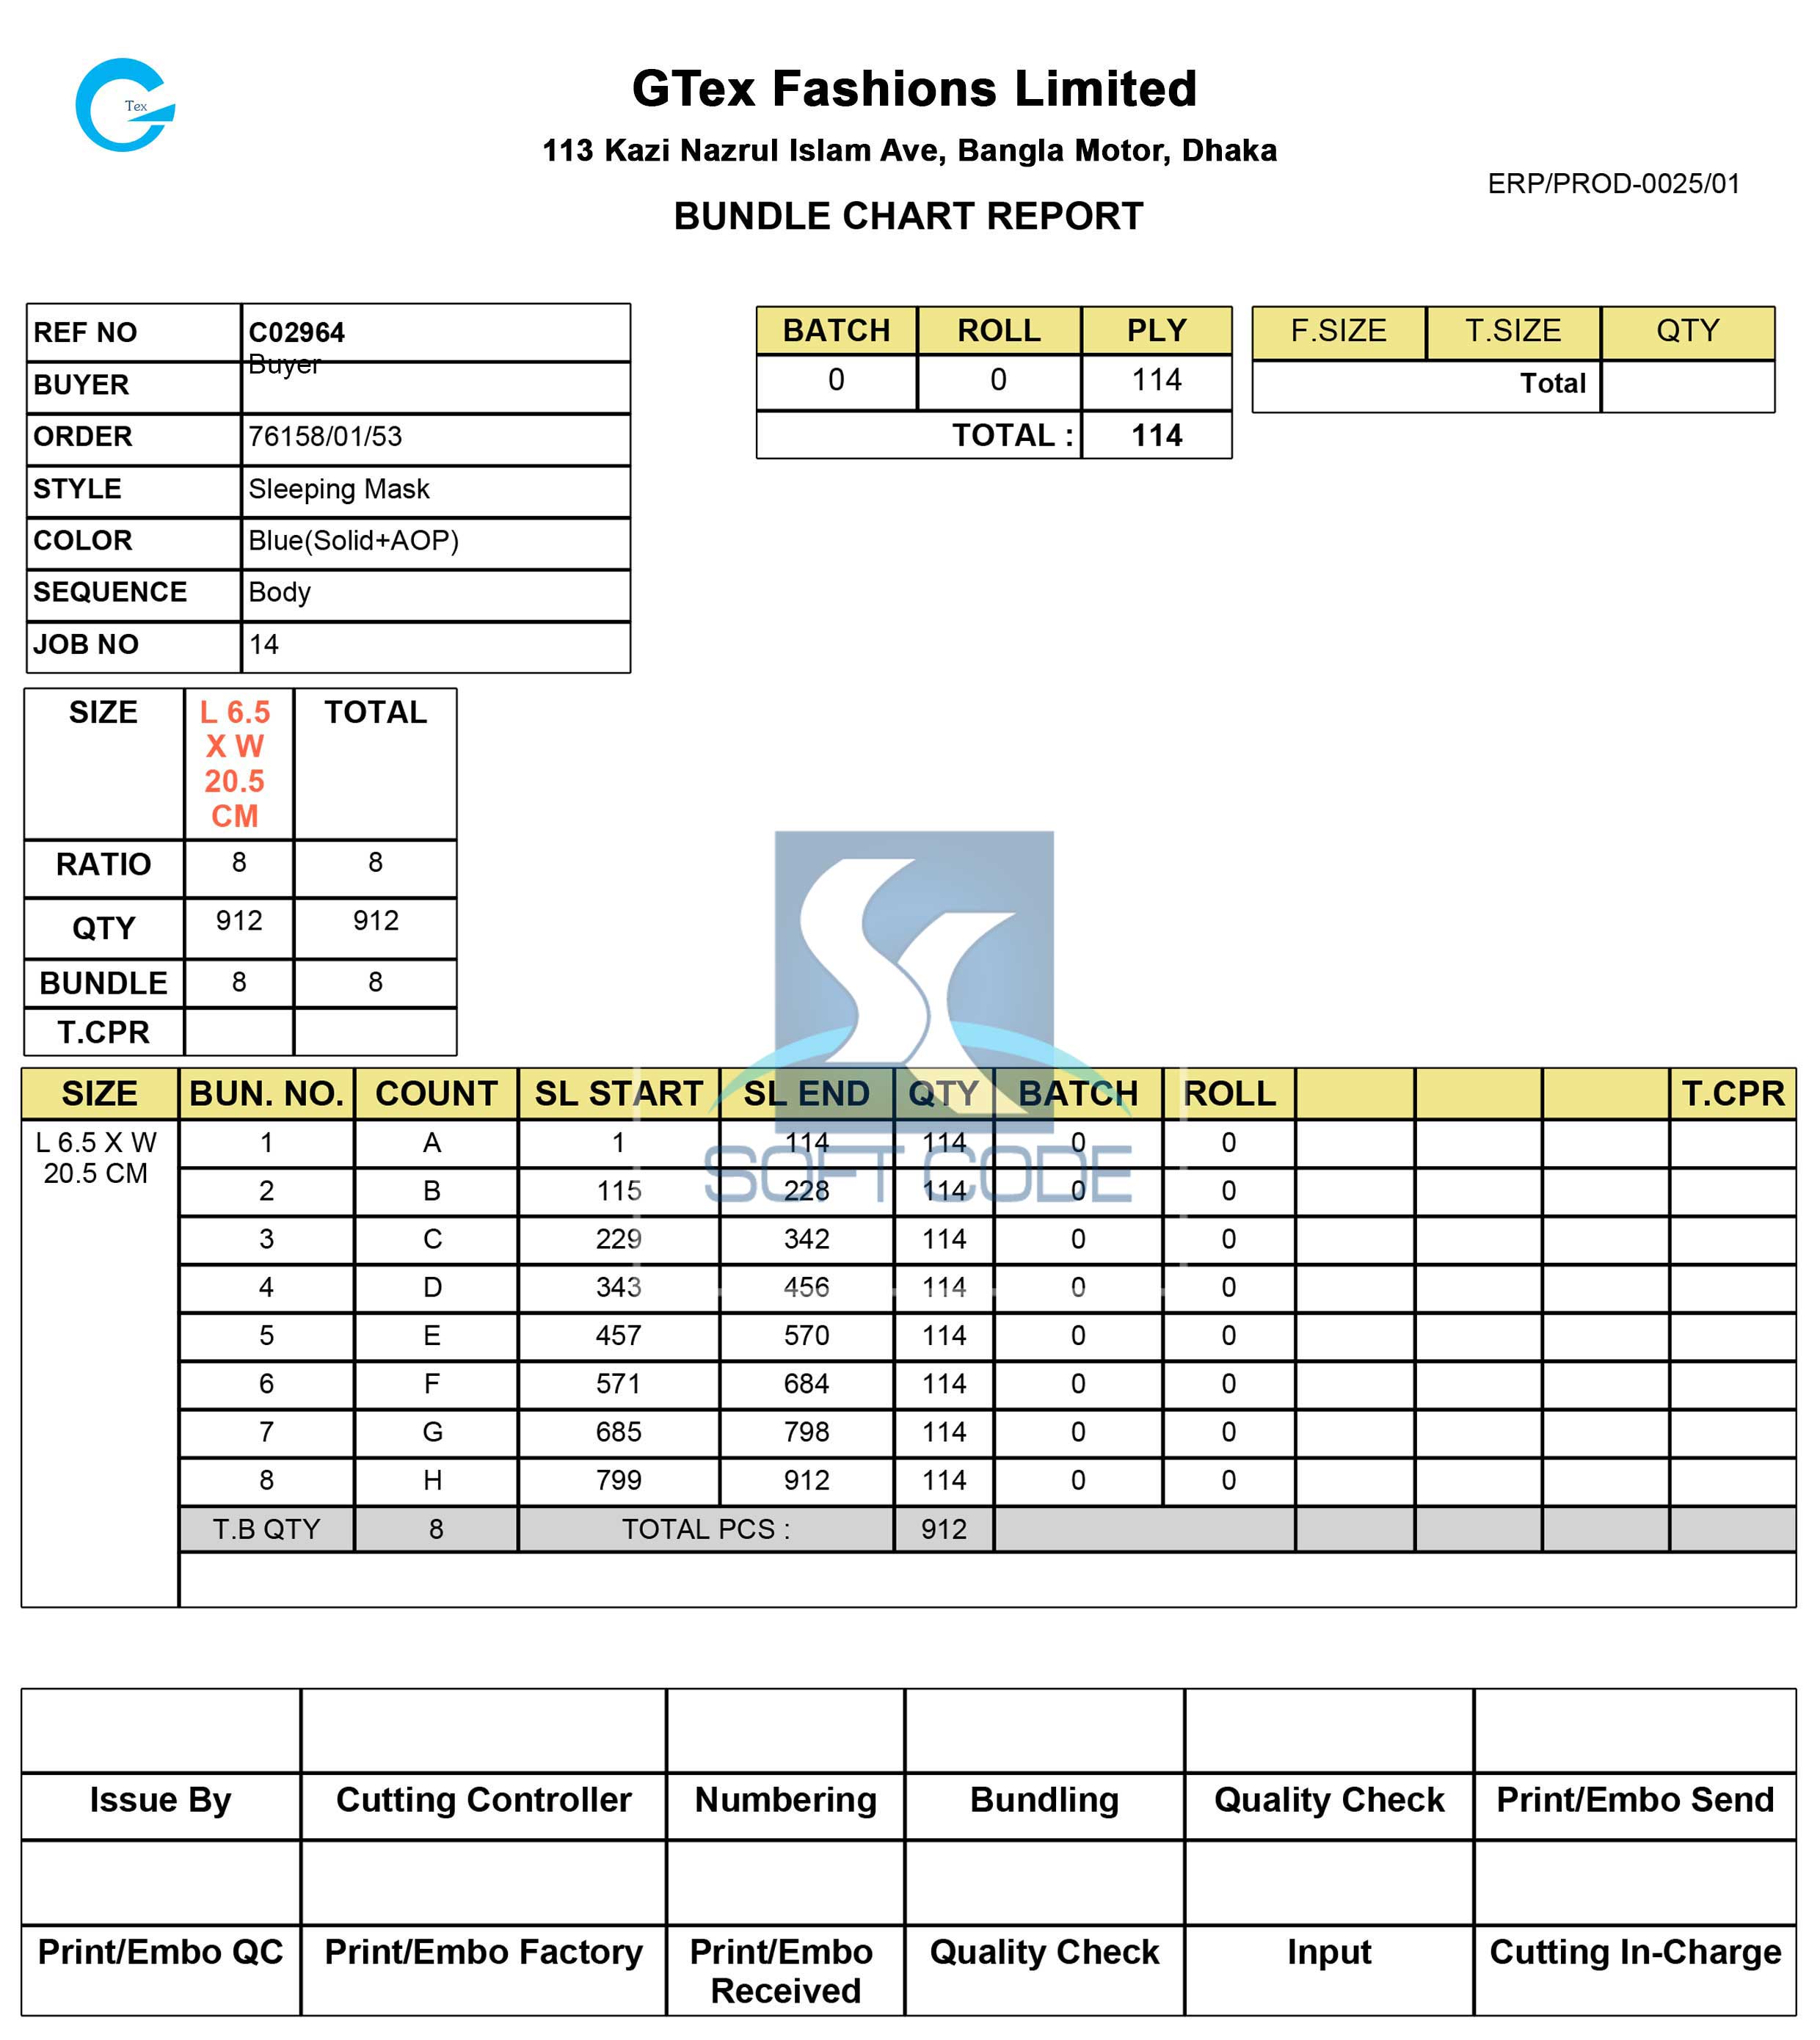 Tex
GTex Fashions Limited
113 Kazi Nazrul Islam Ave, Bangla Motor, Dhaka
ERP/PROD-0025/01
BUNDLE CHART REPORT
REF NO C02964
BUYER Buyer
ORDER 76158/01/53
STYLE Sleeping Mask
COLOR Blue(Solid+AOP)
SEQUENCE Body
JOB NO 14
BATCH ROLL PLY
0 0 114
TOTAL : 114
F.SIZE T.SIZE QTY
Total
SIZE L 6.5 TOTAL
X W
20.5
CM
RATIO 8 8
QTY 912 912
BUNDLE 8 8
T.CPR
SIZE BUN. NO. COUNT SL START SL END QTY BATCH ROLL T.CPR
L 6.5 X W 1 A 1 114 114 0 0
20.5 CM
2 B 115 228 114 0 0
3 C 229 342 114 0 0
4 D 343 456 114 0 0
5 E 457 570 114 0 0
6 F 571 684 114 0 0
7 G 685 798 114 0 0
8 H 799 912 114 0 0
T.B QTY 8 TOTAL PCS : 912
SOFT CODE
Issue By Cutting Controller Numbering Bundling Quality Check Print/Embo Send
Print/Embo QC Print/Embo Factory Print/Embo Quality Check Input Cutting In-Charge
Received